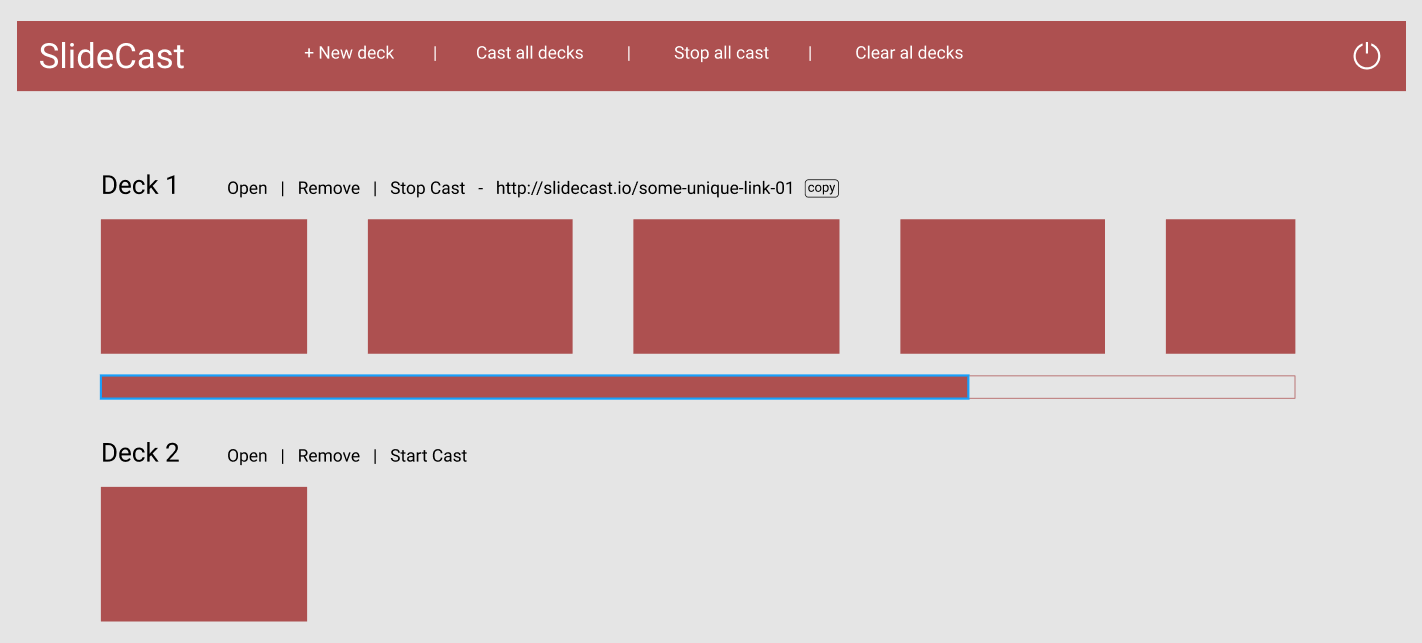 SlideCast + New deck | Cast all decks | Stop all cast | Clear al decks
Deck 1 Open | Remove | Stop Cast - http://slidecast.io/some-unique-link-01 copy
Deck 2 Open | Remove | Start Cast